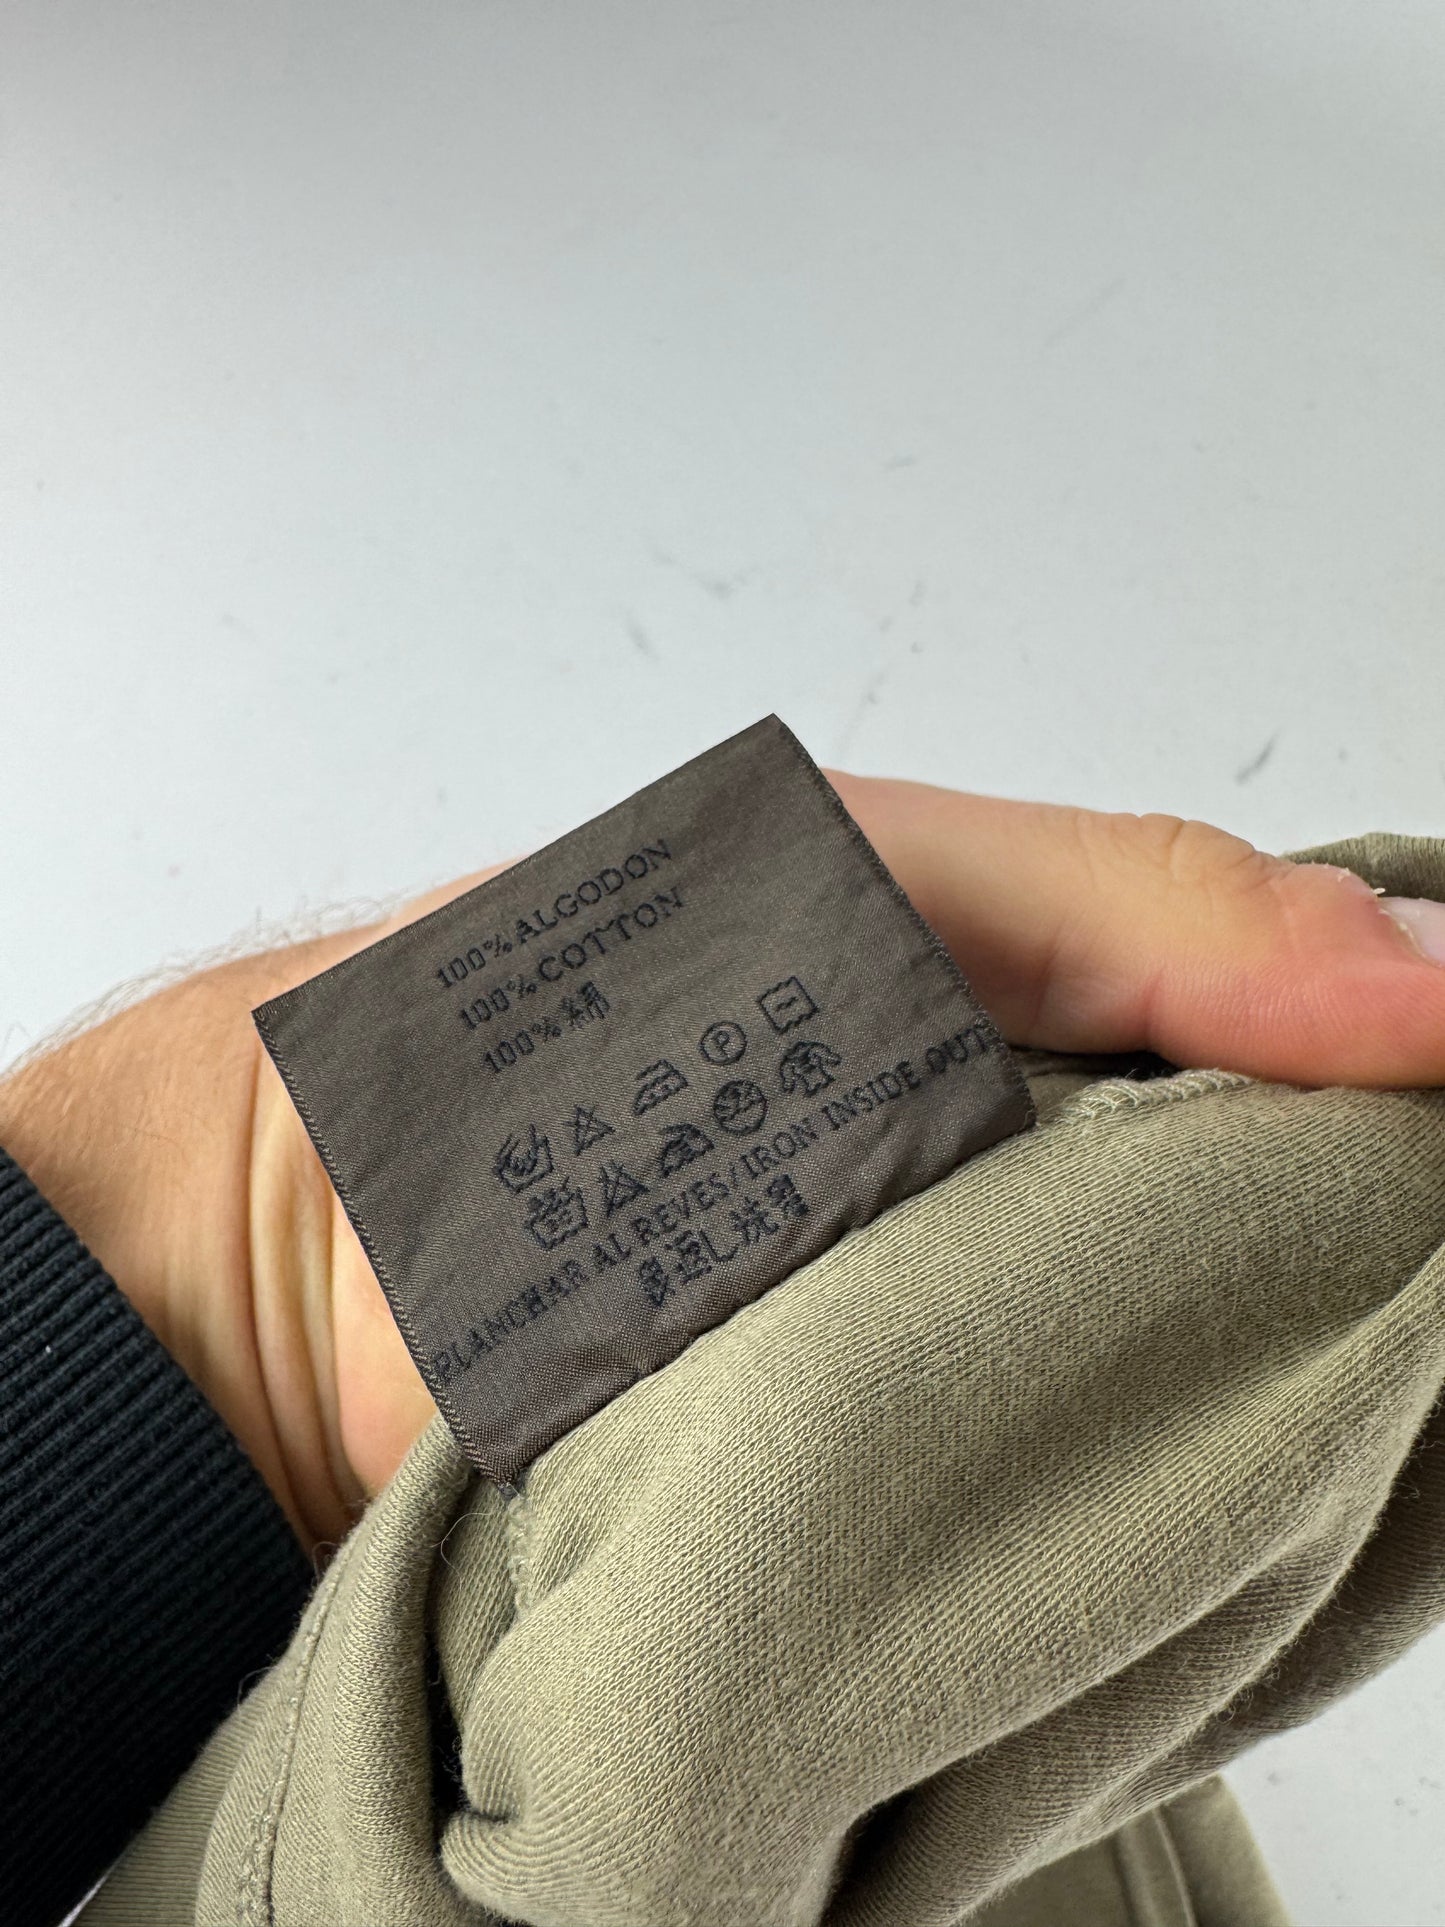 100% ALGODON
100% COTTON
100% 綿
P
PLANCHAR AL REVES/IRON INSIDE OUT